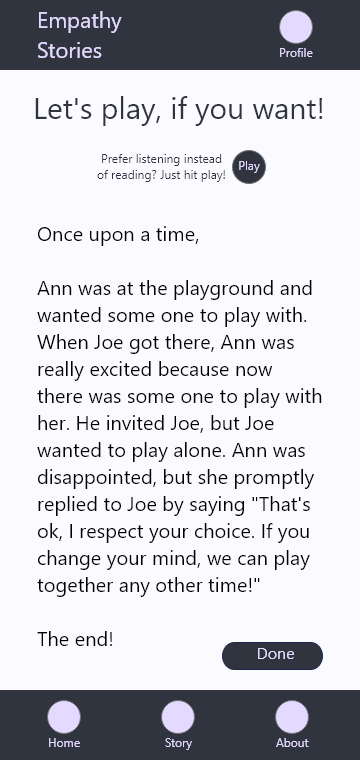 Empathy
Stories
Profile
Let's play, if you want!
Prefer listening instead
of reading? Just hit play!
Play
Once upon a time,
Ann was at the playground and
wanted some one to play with.
When Joe got there, Ann was
really excited because now
there was some one to play with
her. He invited Joe, but Joe
wanted to play alone. Ann was
disappointed, but she promptly
replied to Joe by saying "That's
ok, I respect your choice. If you
change your mind, we can play
together any other time!"
The end!
Done
Home
Story
About